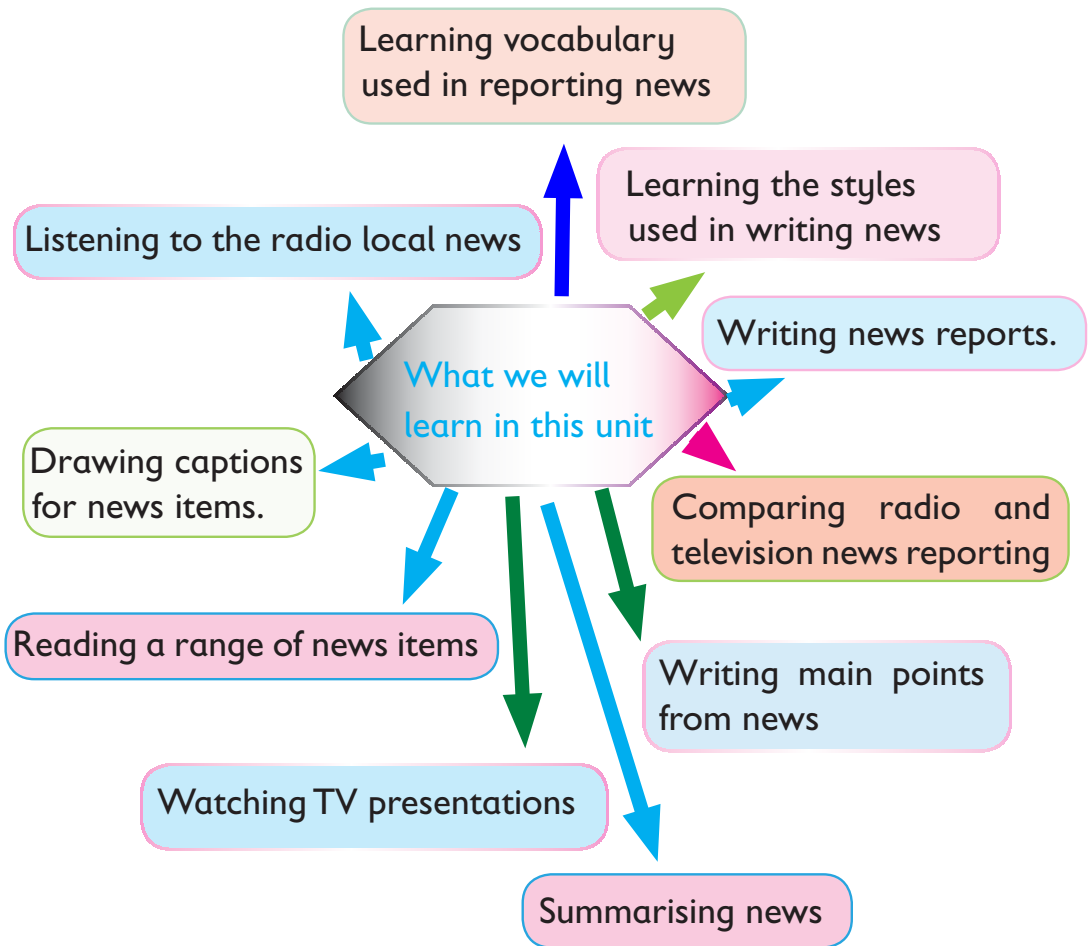 Learning vocabulary
used in reporting news
Learning the styles
used in writing news
Listening to the radio local news
Writing news reports.
What we will
learn in this unit
Drawing captions
for news items.
Comparing radio and
television news reporting
Reading a range of news items
Writing main points
from news
Watching TV presentations
Summarising news